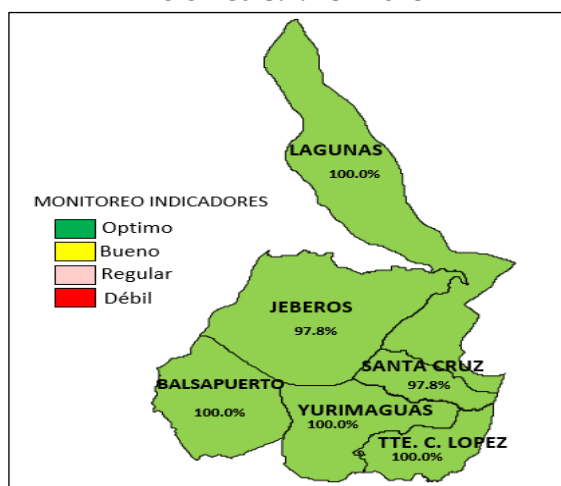 LAGUNAS
100.0%
MONITOREO INDICADORES
Optimo
Bueno
Regular
Débil
JEBEROS
97.8%
SANTA CRUZ
97.8%
BALSAPUERTO
100.0%
YURIMAGUAS
100.0%
TTE. C. LOPEZ
100.0%